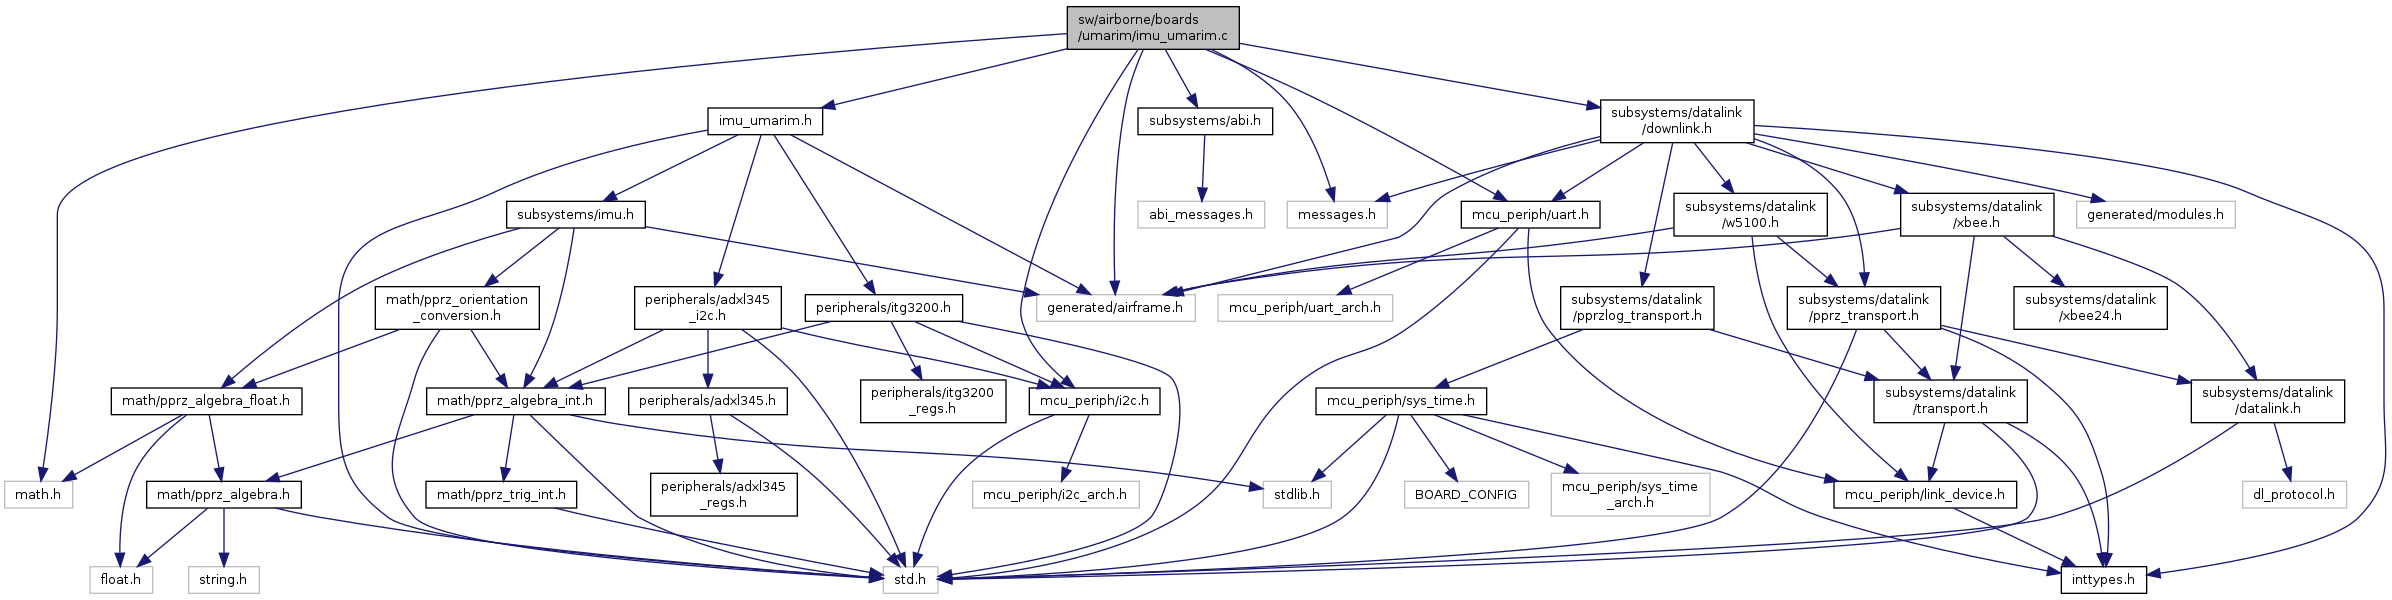 sw/airborne/boards
/umarim/imu_umarim.c
imu_umarim.h
subsystems/abi.h
subsystems/datalink
/downlink.h
subsystems/imu.h
abi_messages.h
messages.h
mcu_periph/uart.h
subsystems/datalink
/w5100.h
subsystems/datalink
/xbee.h
generated/modules.h
math/pprz_orientation
_conversion.h
peripherals/adxl345
_i2c.h
peripherals/itg3200.h
generated/airframe.h
mcu_periph/uart_arch.h
subsystems/datalink
/pprzlog_transport.h
subsystems/datalink
/pprz_transport.h
subsystems/datalink
/xbee24.h
math/pprz_algebra_float.h
math/pprz_algebra_int.h
peripherals/adxl345.h
peripherals/itg3200
_regs.h
mcu_periph/i2c.h
mcu_periph/sys_time.h
subsystems/datalink
/transport.h
subsystems/datalink
/datalink.h
math.h
math/pprz_algebra.h
math/pprz_trig_int.h
peripherals/adxl345
_regs.h
mcu_periph/i2c_arch.h
stdlib.h
BOARD_CONFIG
mcu_periph/sys_time
_arch.h
mcu_periph/link_device.h
dl_protocol.h
float.h
string.h
std.h
inttypes.h